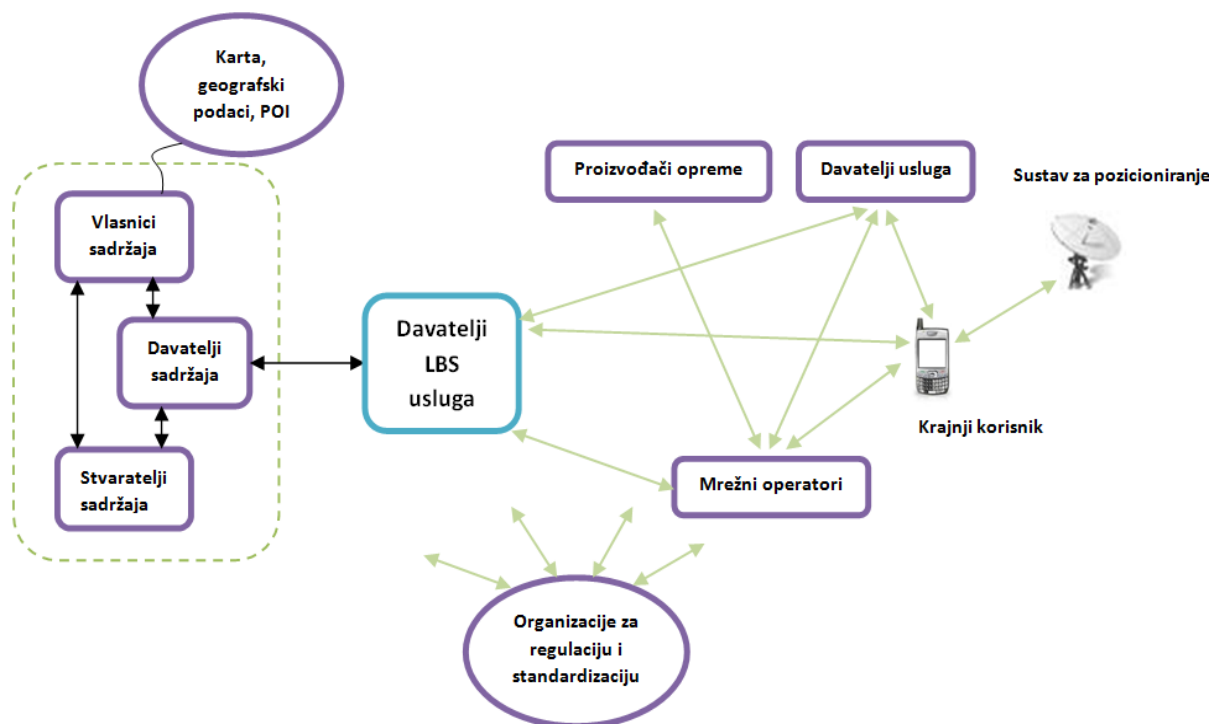 Karta,
geografski
podaci, POI
Proizvođači opreme
Davatelji usluga
Sustav za pozicioniranje
Vlasnici
sadržaja
Davatelji
LBS
usluga
Davatelji
sadržaja
Krajnji korisnik
Stvaratelji
sadržaja
Mrežni operatori
Organizacije za
regulaciju i
standardizaciju